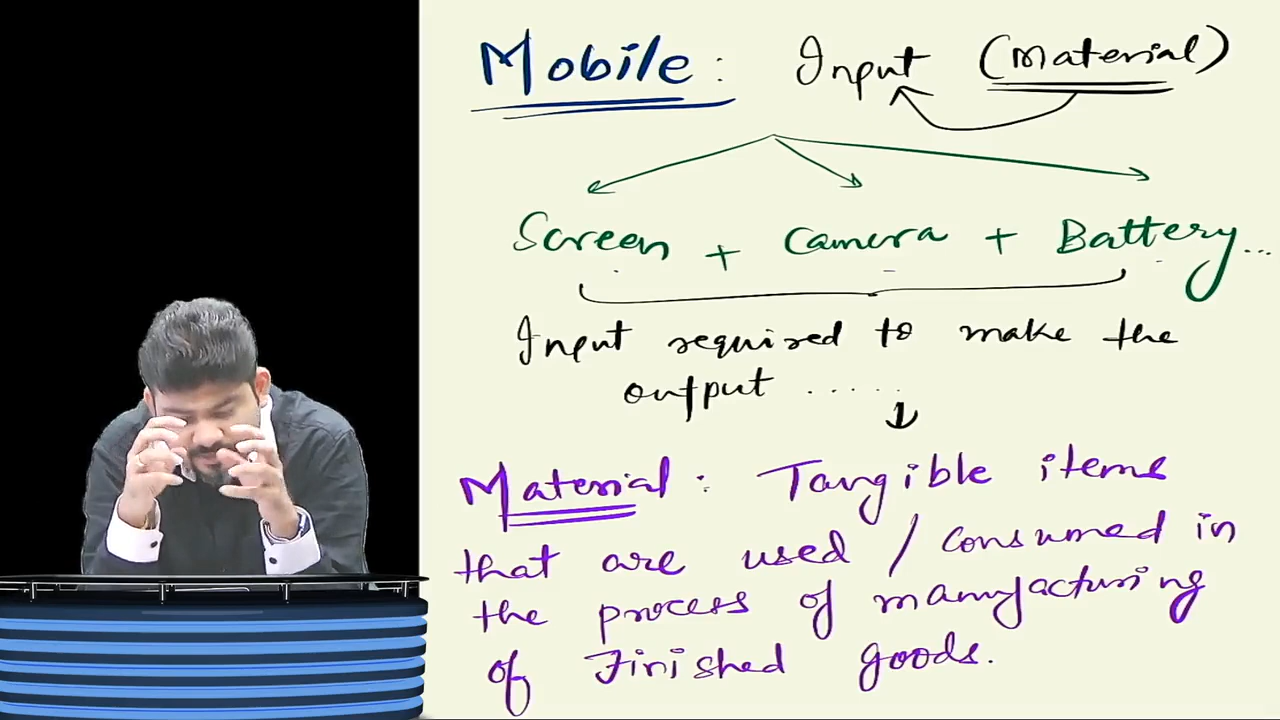 Mobile: Input (Material)
Screen + Camera + Battery...
Input required to make the
output .....
Material: Tangible items
that are used / consumed in
the process of manufacturing
of Finished goods.